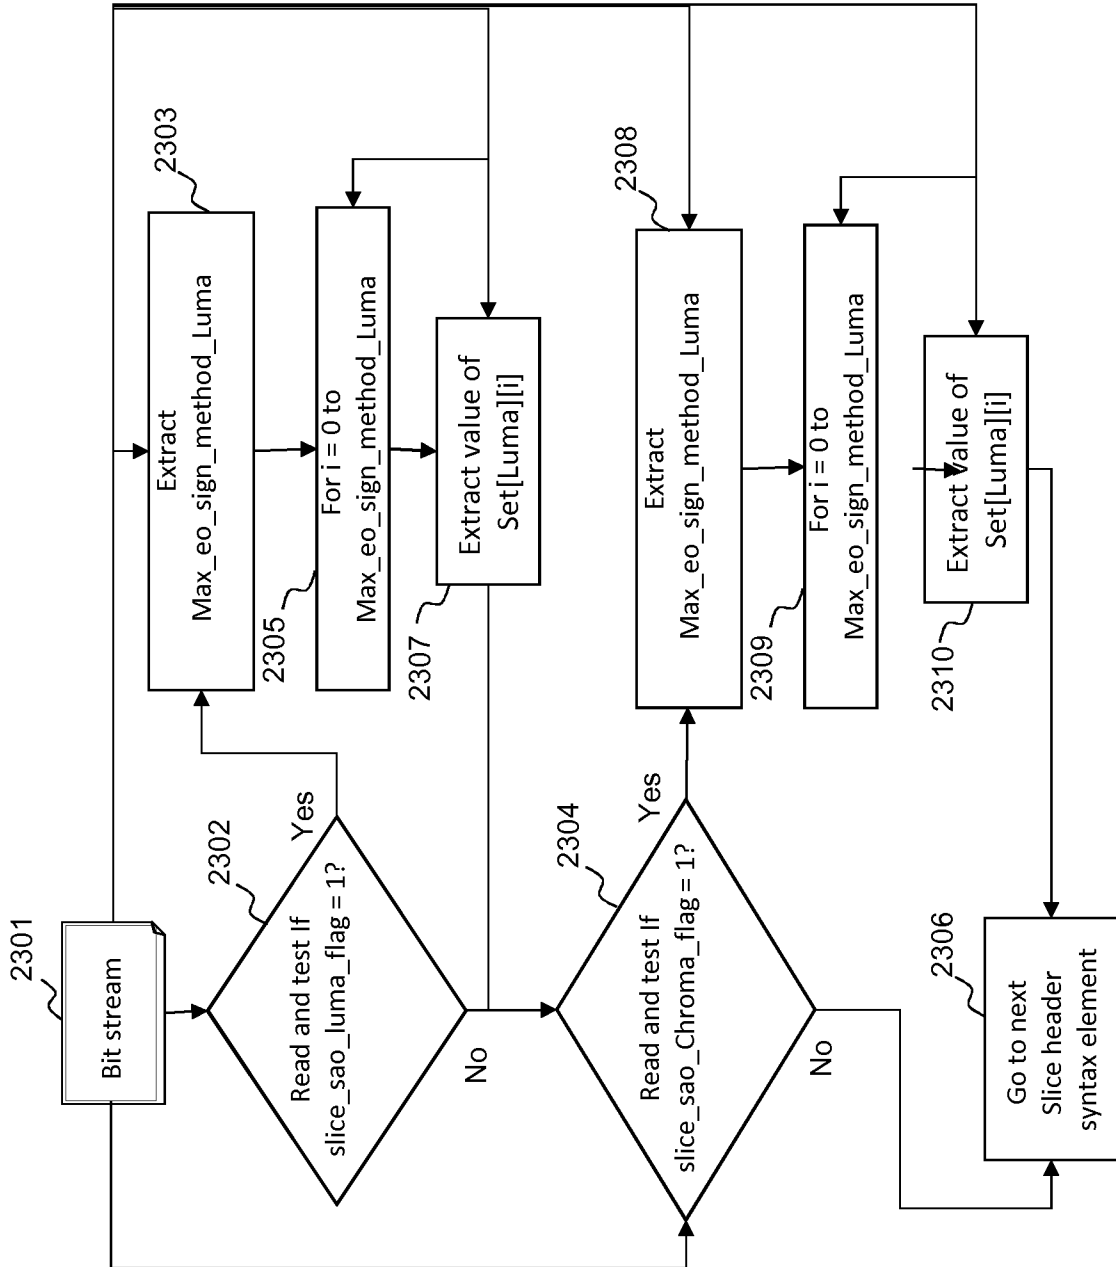 2301
Bit stream
2302
Read and test If
slice_sao_luma_flag = 1?
Yes
No
2303
Extract
Max_eo_sign_method_Luma
2305
For i = 0 to
Max_eo_sign_method_Luma
2307
Extract value of
Set[Luma][i]
2304
Read and test If
slice_sao_Chroma_flag = 1?
Yes
No
2308
Extract
Max_eo_sign_method_Luma
2309
For i = 0 to
Max_eo_sign_method_Luma
2310
Extract value of
Set[Luma][i]
2306
Go to next
Slice header
syntax element